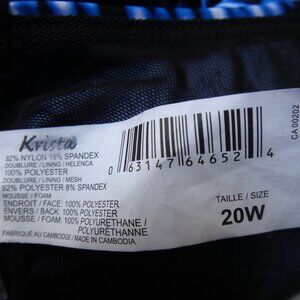 Krista
82% NYLON 18% SPANDEX
DOUBLURE / LINING / HELENCA
100% POLYESTER
DOUBLURE / LINING / MESH
92% POLYESTER 8% SPANDEX
MOUSSE / FOAM
ENDROIT / FACE: 100% POLYESTER,
ENVERS / BACK: 100% POLYESTER
MOUSSE / FOAM: 100% POLYURETHANE /
POLYURÉTHANNE
FABRIQUÉ AU CAMBODGE / MADE IN CAMBODIA
0 63147 64652 4
TAILLE / SIZE
20W
CA 00202